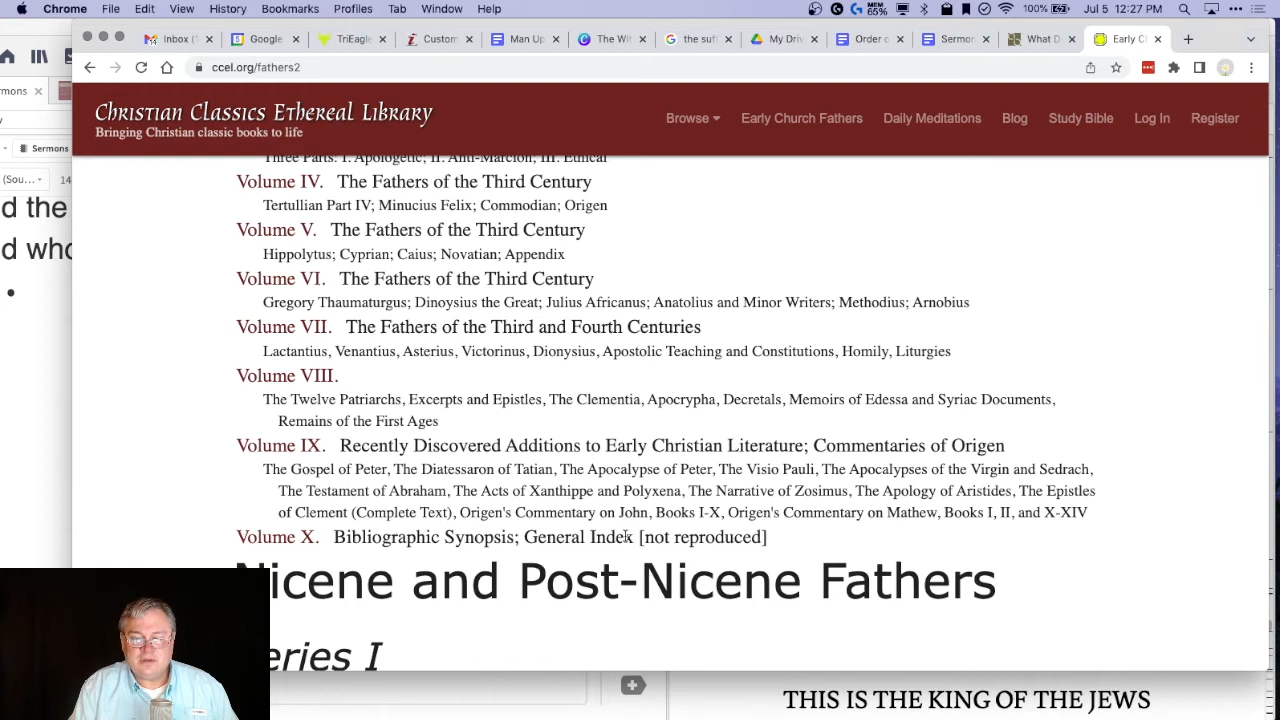 Chrome File Edit View History Bookmarks Profiles Tab Window Help
MEM 65% 100% Jul 5 12:27 PM
Inbox (1 Google TriEagle Custom Man Up The Wit the suff My Driv Order o Sermon What D Early Ch
ccel.org/fathers2
Christian Classics Ethereal Library
Bringing Christian classic books to life
Browse Early Church Fathers Daily Meditations Blog Study Bible Log In Register
rmons
Sermons
(Sou...
14
d the
d who
Three Parts: I. Apologetic; II. Anti-Marcion; III. Ethical
Volume IV. The Fathers of the Third Century
Tertullian Part IV; Minucius Felix; Commodian; Origen
Volume V. The Fathers of the Third Century
Hippolytus; Cyprian; Caius; Novatian; Appendix
Volume VI. The Fathers of the Third Century
Gregory Thaumaturgus; Dinoysius the Great; Julius Africanus; Anatolius and Minor Writers; Methodius; Arnobius
Volume VII. The Fathers of the Third and Fourth Centuries
Lactantius, Venantius, Asterius, Victorinus, Dionysius, Apostolic Teaching and Constitutions, Homily, Liturgies
Volume VIII.
The Twelve Patriarchs, Excerpts and Epistles, The Clementia, Apocrypha, Decretals, Memoirs of Edessa and Syriac Documents,
Remains of the First Ages
Volume IX. Recently Discovered Additions to Early Christian Literature; Commentaries of Origen
The Gospel of Peter, The Diatessaron of Tatian, The Apocalypse of Peter, The Visio Pauli, The Apocalypses of the Virgin and Sedrach,
The Testament of Abraham, The Acts of Xanthippe and Polyxena, The Narrative of Zosimus, The Apology of Aristides, The Epistles
of Clement (Complete Text), Origen's Commentary on John, Books I-X, Origen's Commentary on Mathew, Books I, II, and X-XIV
Volume X. Bibliographic Synopsis; General Index [not reproduced]
Nicene and Post-Nicene Fathers
eries I
THIS IS THE KING OF THE JEWS